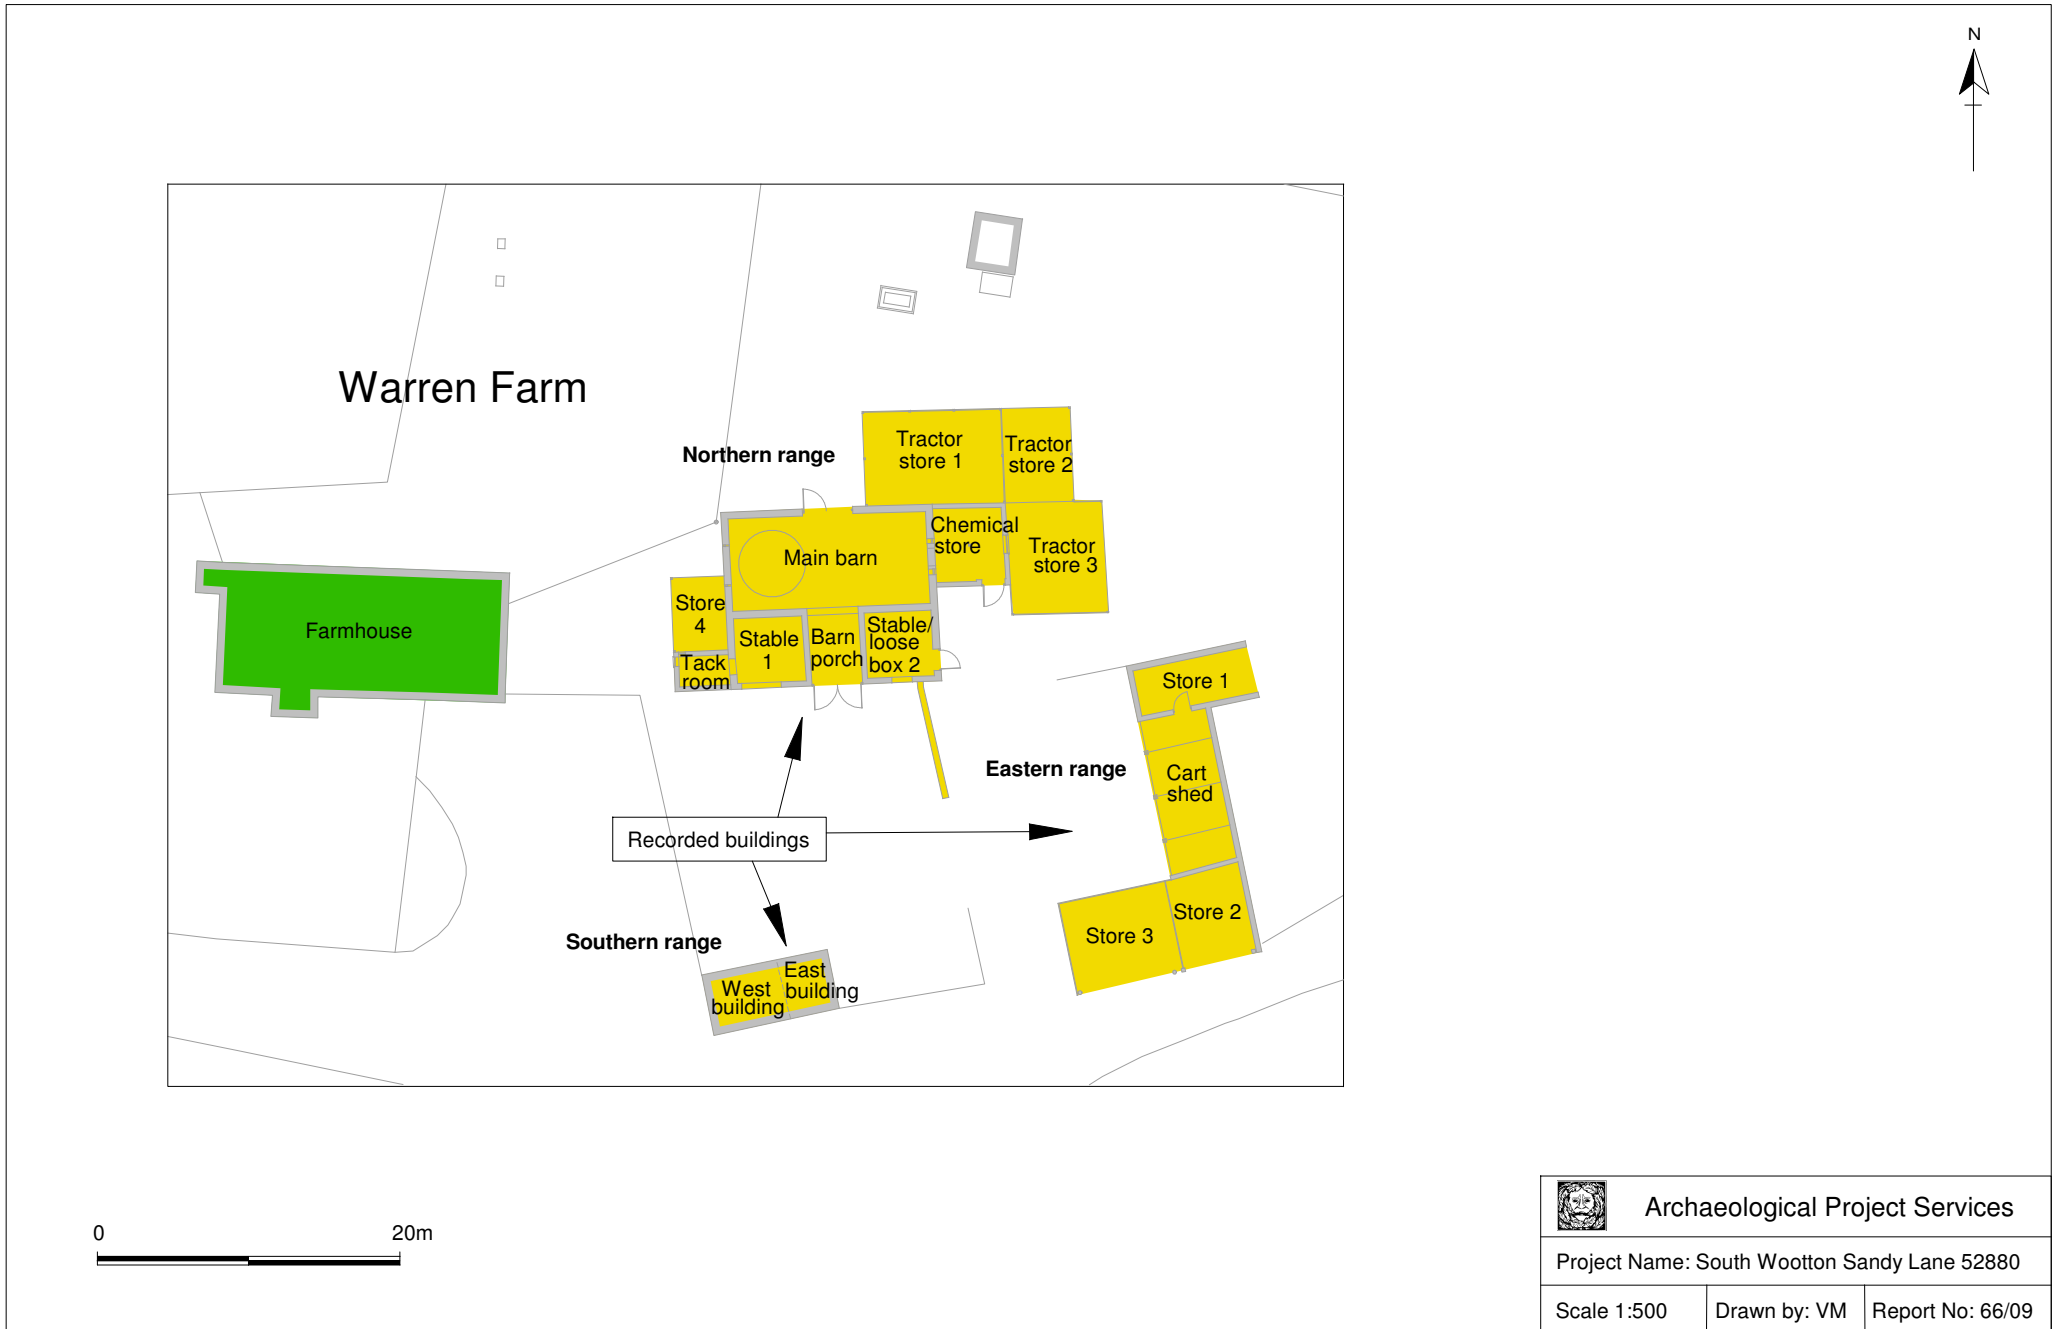 N
Warren Farm
Northern range
Tractor
store 1
Tractor
store 2
Chemical
store
Tractor
store 3
Main barn
Store
4
Stable
1
Barn
porch
Stable/
loose
box 2
Tack
room
Farmhouse
Store 1
Eastern range
Cart
shed
Recorded buildings
Store 2
Store 3
Southern range
East
building
West
building
0 20m
Archaeological Project Services
Project Name: South Wootton Sandy Lane 52880
Scale 1:500 Drawn by: VM Report No: 66/09